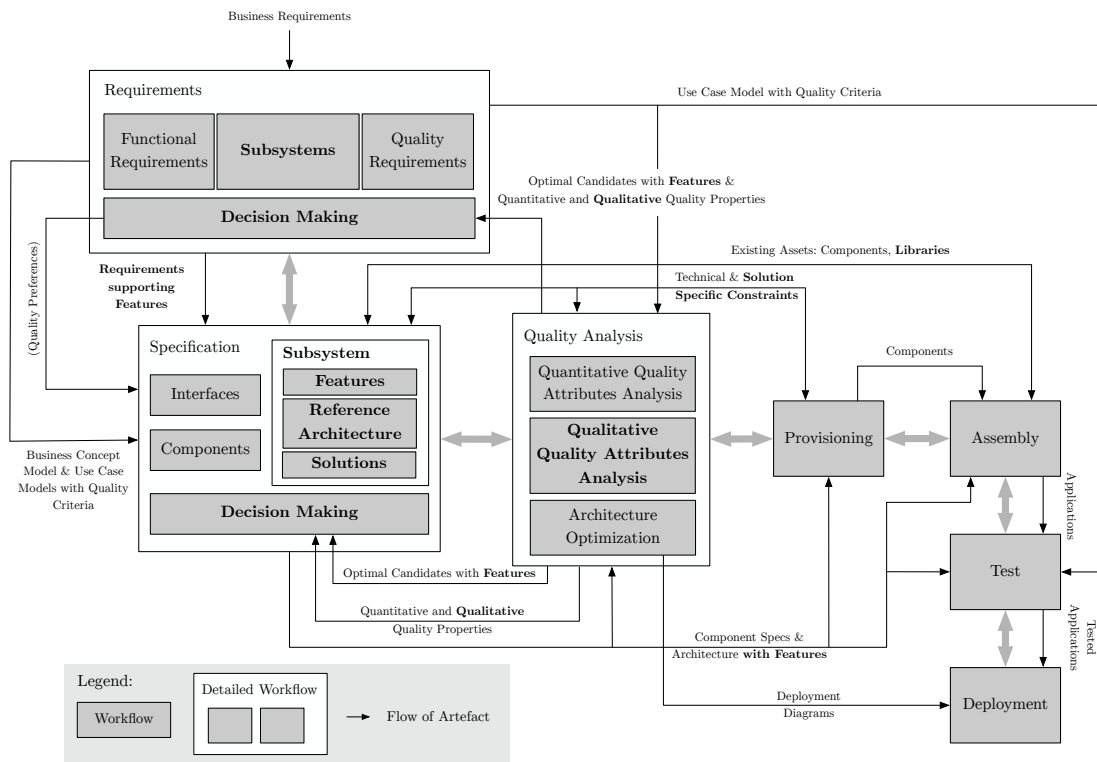 Business Requirements
Requirements
Functional
Requirements
Subsystems
Quality
Requirements
Decision Making
Use Case Model with Quality Criteria
Optimal Candidates with Features &
Quantitative and Qualitative Quality Properties
Existing Assets: Components, Libraries
Technical & Solution
Specific Constraints
(Quality Preferences)
Requirements
supporting
Features
Specification
Interfaces
Components
Subsystem
Features
Reference
Architecture
Solutions
Decision Making
Business Concept
Model & Use Case
Models with Quality
Criteria
Quality Analysis
Quantitative Quality
Attributes Analysis
Qualitative
Quality Attributes
Analysis
Architecture
Optimization
Components
Provisioning
Assembly
Applications
Test
Tested
Applications
Deployment
Optimal Candidates with Features
Quantitative and Qualitative
Quality Properties
Component Specs &
Architecture with Features
Deployment
Diagrams
Legend:
Workflow
Detailed Workflow
Flow of Artefact